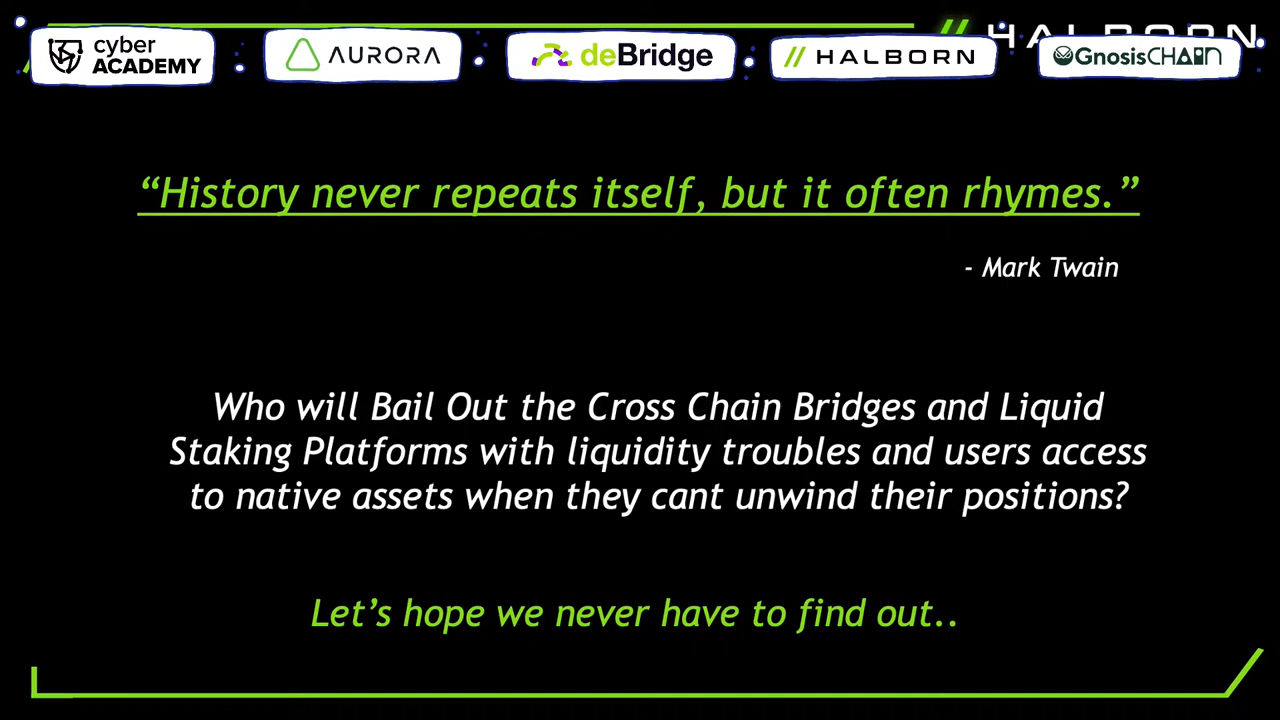 cyber
ACADEMY
AURORA
deBridge
// HALBORN
GnosisCHAIN
// HALBORN
“History never repeats itself, but it often rhymes.”
- Mark Twain
Who will Bail Out the Cross Chain Bridges and Liquid
Staking Platforms with liquidity troubles and users access
to native assets when they cant unwind their positions?
Let’s hope we never have to find out..